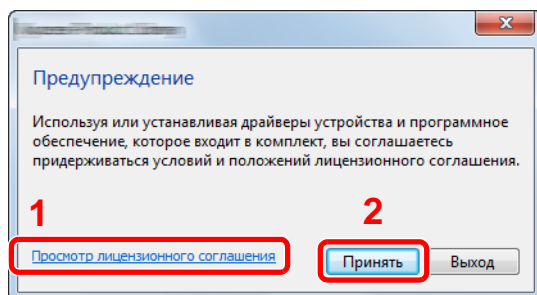 Предупреждение
Используя или устанавливая драйверы устройства и программное
обеспечение, которое входит в комплект, вы соглашаетесь
придерживаться условий и положений лицензионного соглашения.
1
2
Просмотр лицензионного соглашения
Принять
Выход